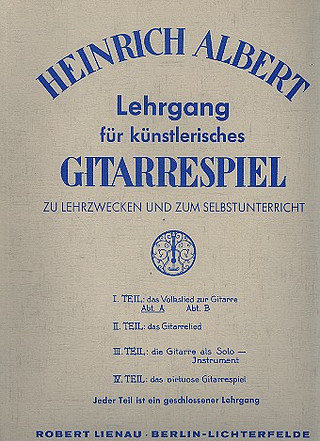 HEINRICH ALBERT
Lehrgang
für künstlerisches
GITARRESPIEL
ZU LEHRZWECKEN UND ZUM SELBSTUNTERRICHT
I. TEIL: das Volkslied zur Gitarre
Abt. A Abt. B
II. TEIL: das Gitarrelied
III. TEIL: die Gitarre als Solo —
Instrument
IV. TEIL: das virtuose Gitarrespiel
Jeder Teil ist ein geschlossener Lehrgang
ROBERT LIENAU · BERLIN-LICHTERFELDE